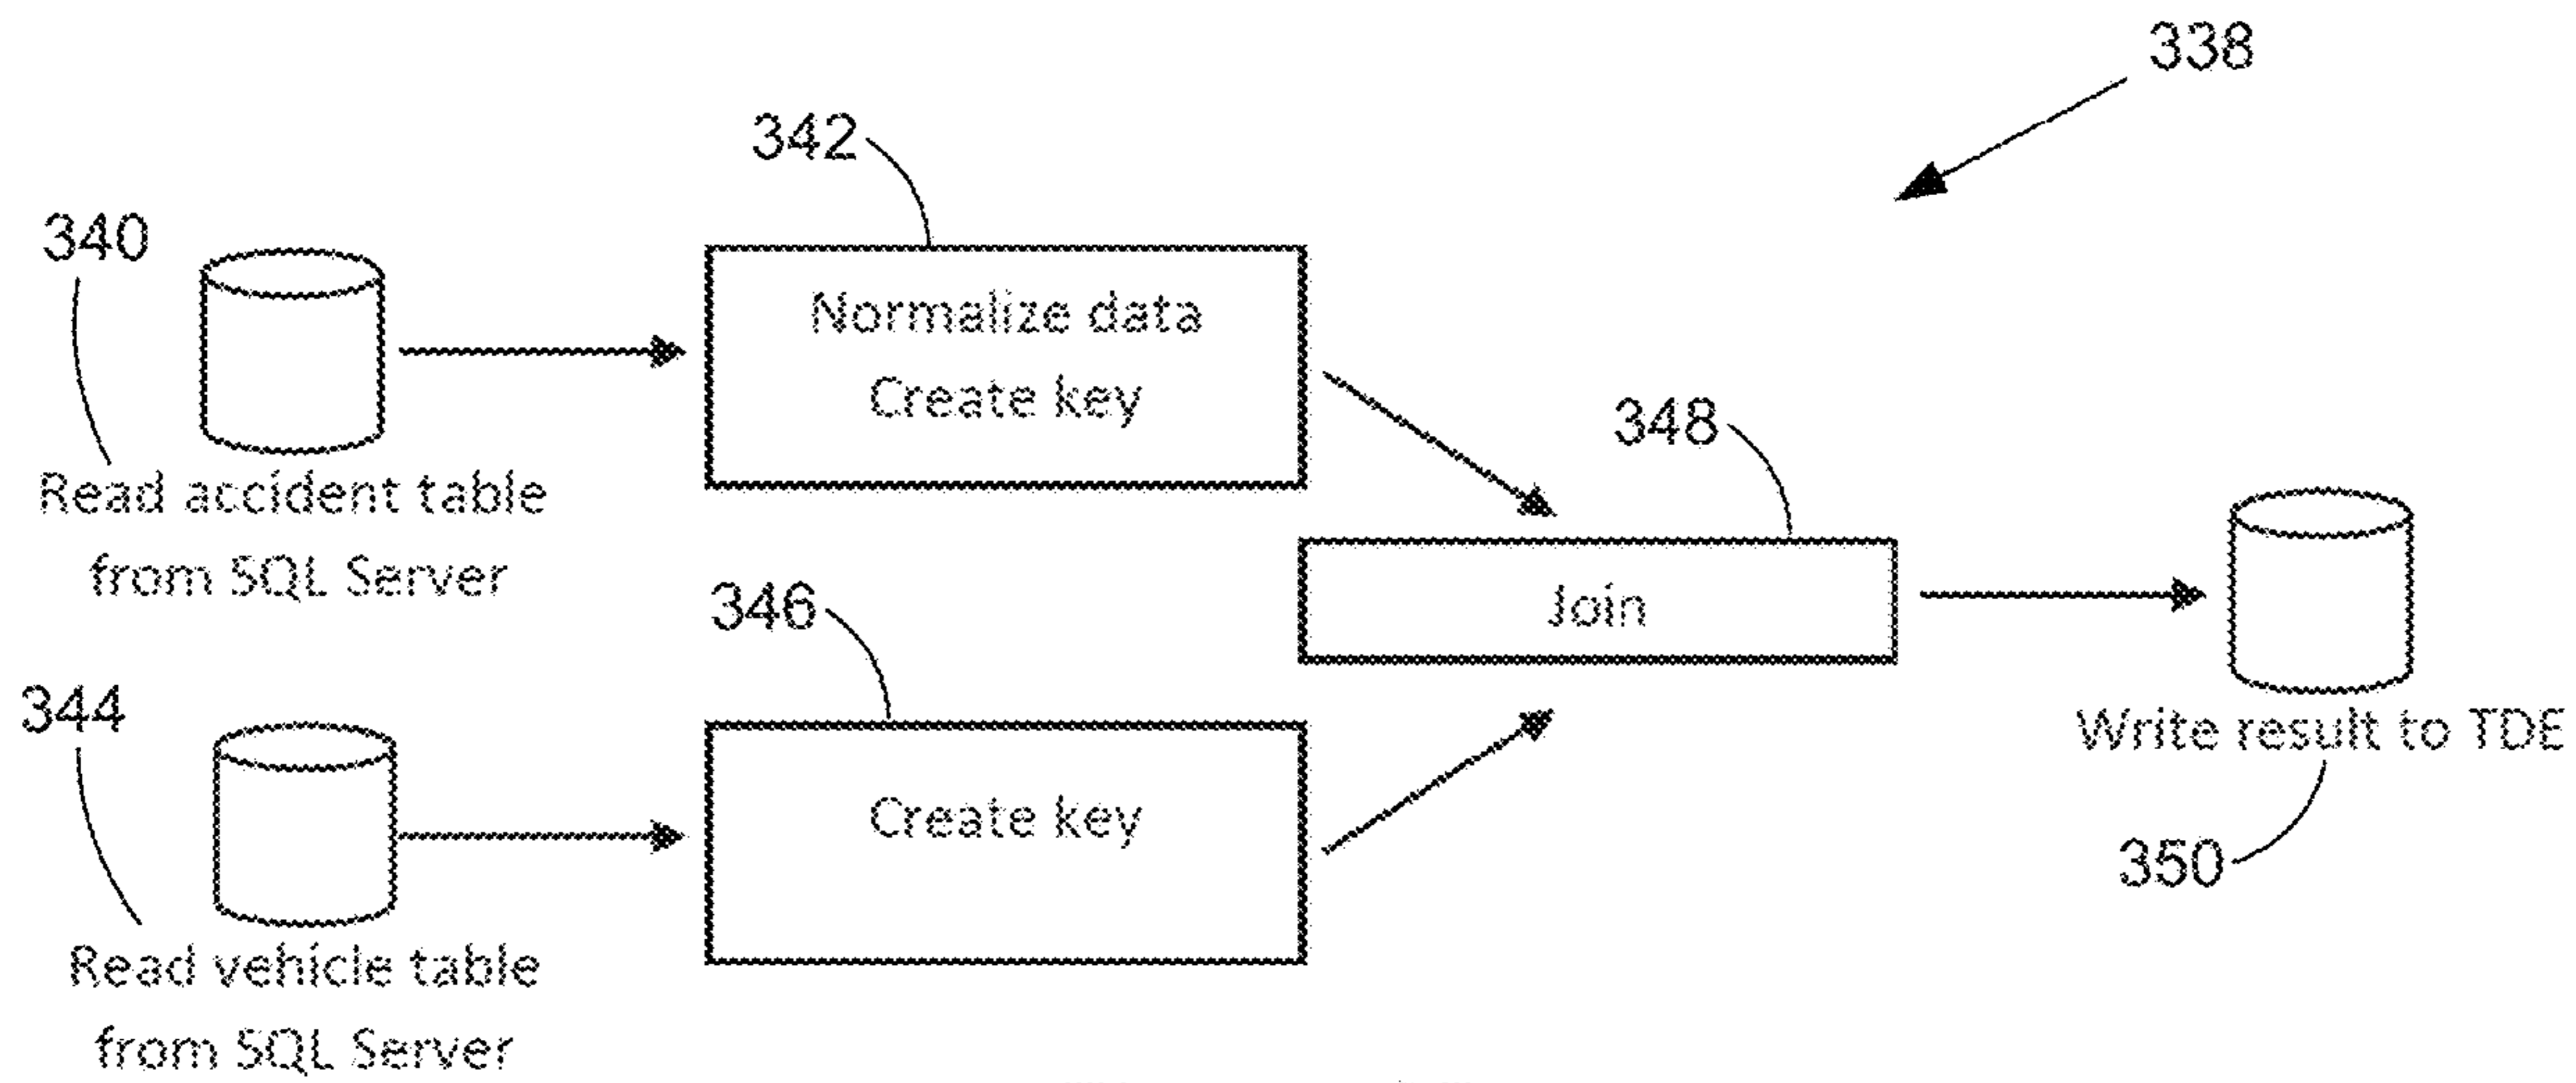 338
342
340
Normalize data
Create key
348
Read accident table
from SQL Server
346
Join
344
Write result to TDE
Create key
350
Read vehicle table
from SQL Server